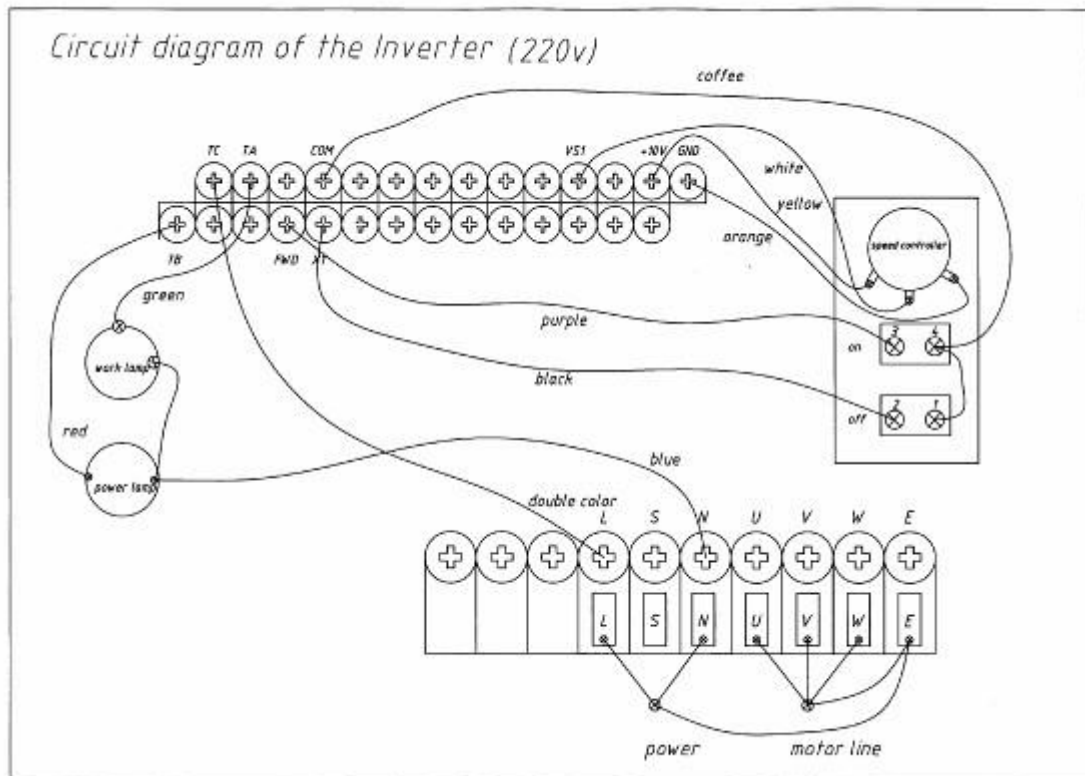 Circuit diagram of the Inverter (220v)
coffee
TC TA COM VS1 +10V GND
white
yellow
orange
speed controller
TB FWD X1
green
purple
on 3 4
work lamp
black
off 2 1
red
blue
power lamp
double color
L S N U V W E
L S N U V W E
power motor line